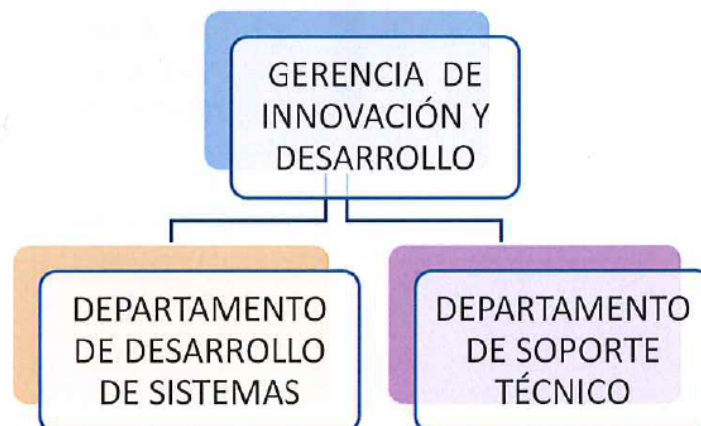 GERENCIA DE
INNOVACIÓN Y
DESARROLLO
DEPARTAMENTO
DE DESARROLLO
DE SISTEMAS
DEPARTAMENTO
DE SOPORTE
TÉCNICO